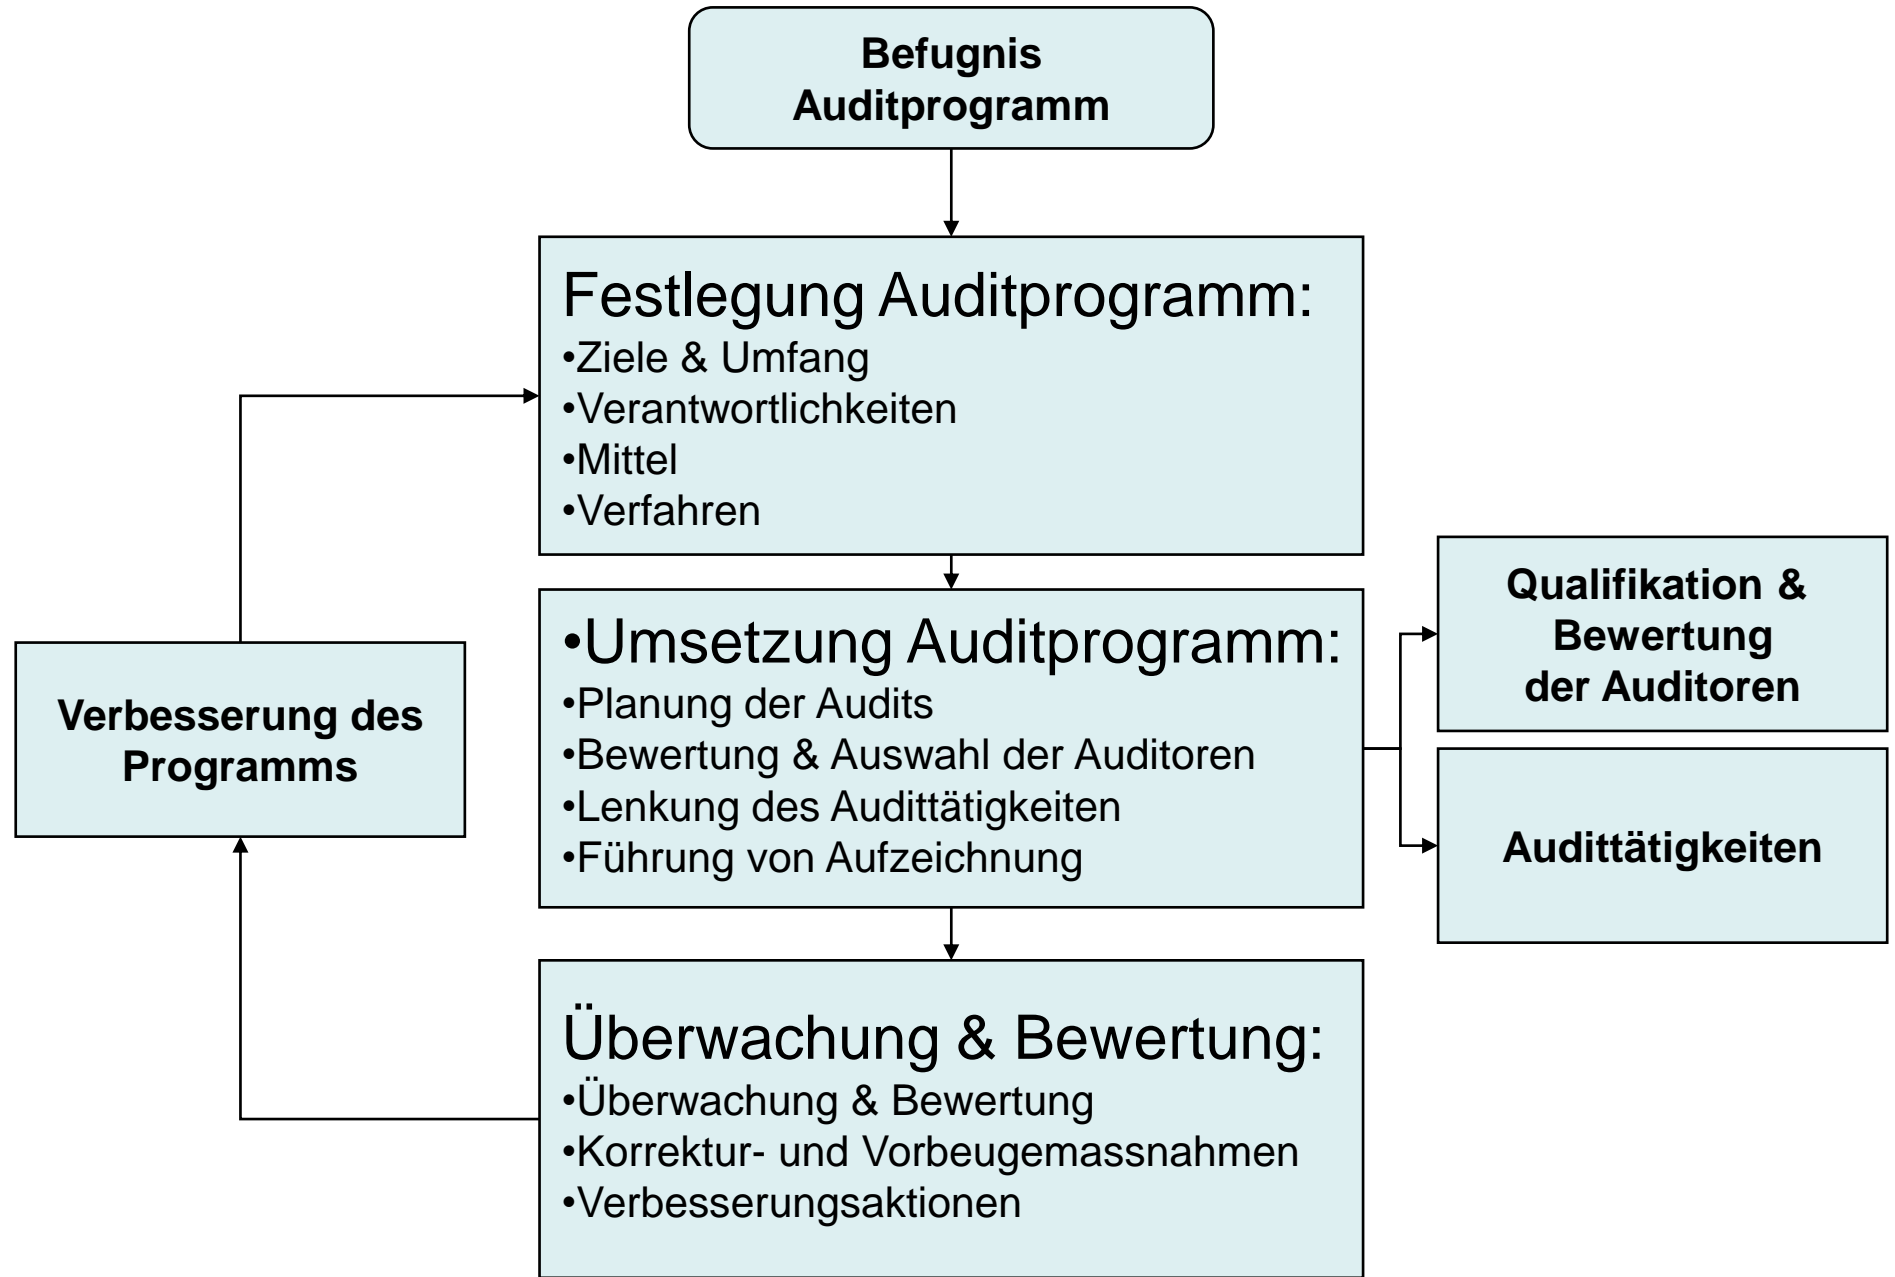 Befugnis
Auditprogramm
Festlegung Auditprogramm:
•Ziele & Umfang
•Verantwortlichkeiten
•Mittel
•Verfahren
•Umsetzung Auditprogramm:
•Planung der Audits
•Bewertung & Auswahl der Auditoren
•Lenkung des Audittätigkeiten
•Führung von Aufzeichnung
Qualifikation &
Bewertung
der Auditoren
Audittätigkeiten
Verbesserung des
Programms
Überwachung & Bewertung:
•Überwachung & Bewertung
•Korrektur- und Vorbeugemassnahmen
•Verbesserungsaktionen